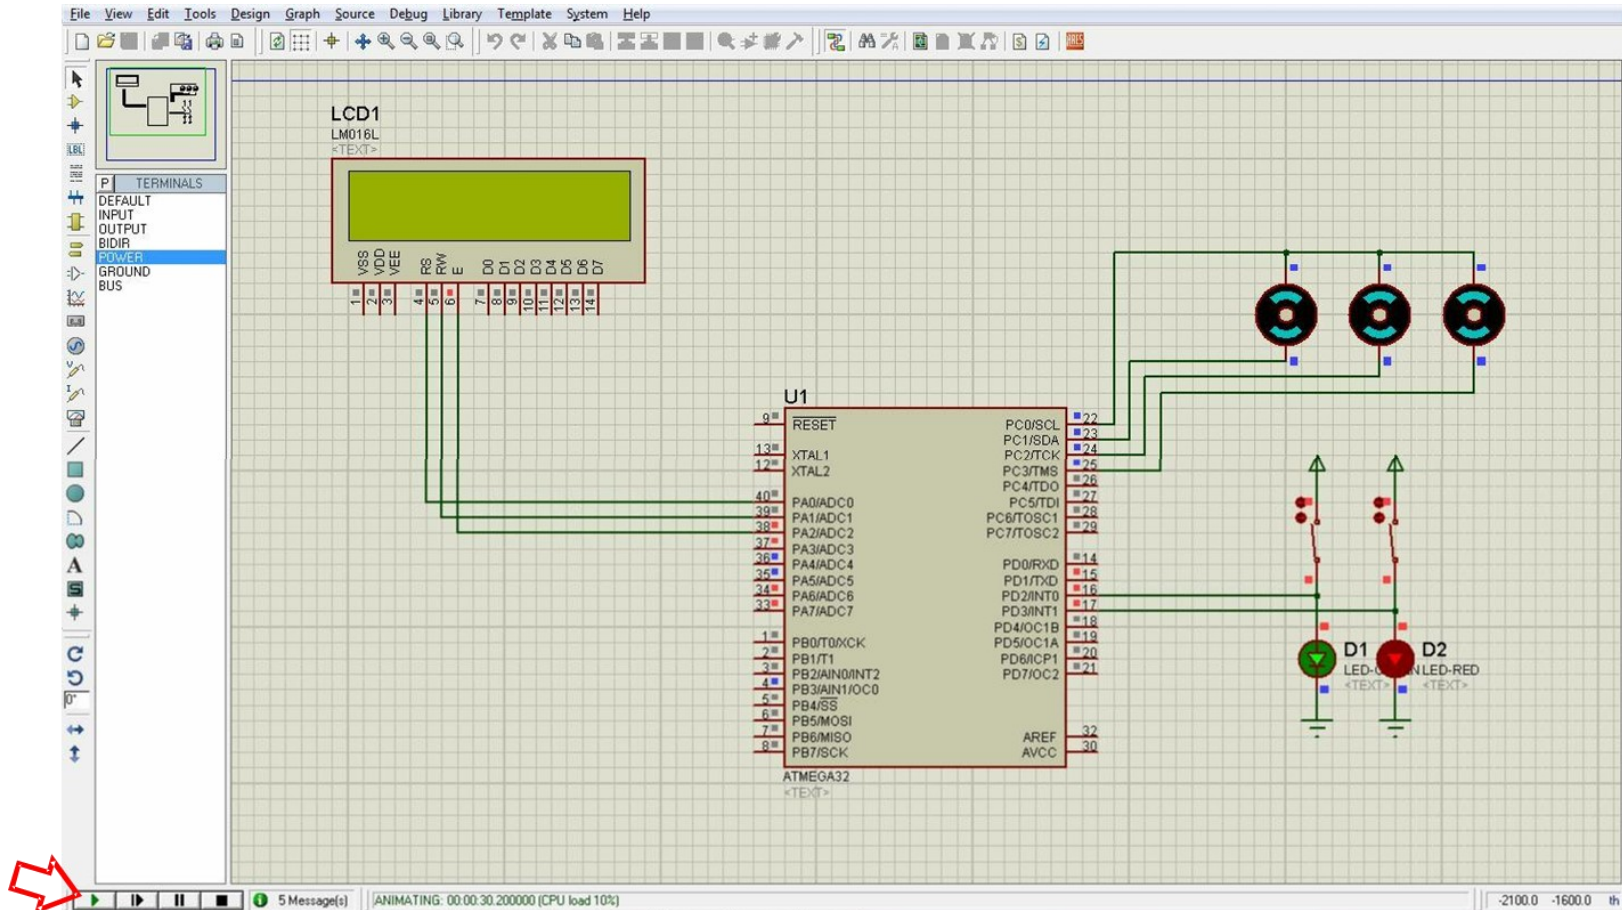 File View Edit Tools Design Graph Source Debug Library Template System Help
LBL
ARES
P TERMINALS
DEFAULT
INPUT
OUTPUT
BIDIR
POWER
GROUND
BUS
A
S
0°
LCD1
LM016L
<TEXT>
VSS VDD VEE RS RW E D0 D1 D2 D3 D4 D5 D6 D7
1 2 3 4 5 6 7 8 9 10 11 12 13 14
U1
9 RESET PC0/SCL 22
PC1/SDA 23
13 XTAL1 PC2/TCK 24
12 XTAL2 PC3/TMS 25
PC4/TDO 26
40 PA0/ADC0 PC5/TDI 27
39 PA1/ADC1 PC6/TOSC1 28
38 PA2/ADC2 PC7/TOSC2 29
37 PA3/ADC3
36 PA4/ADC4 PD0/RXD 14
35 PA5/ADC5 PD1/TXD 15
34 PA6/ADC6 PD2/INT0 16
33 PA7/ADC7 PD3/INT1 17
PD4/OC1B 18
1 PB0/T0/XCK PD5/OC1A 19
2 PB1/T1 PD6/ICP1 20
3 PB2/AIN0/INT2 PD7/OC2 21
4 PB3/AIN1/OC0
5 PB4/SS
6 PB5/MOSI
7 PB6/MISO AREF 32
8 PB7/SCK AVCC 30
ATMEGA32
<TEXT>
D1 D2
LED-RED
<TEXT> <TEXT>
5 Message(s) ANIMATING: 00:00:30.200000 (CPU load 10%) -2100.0 -1600.0 th